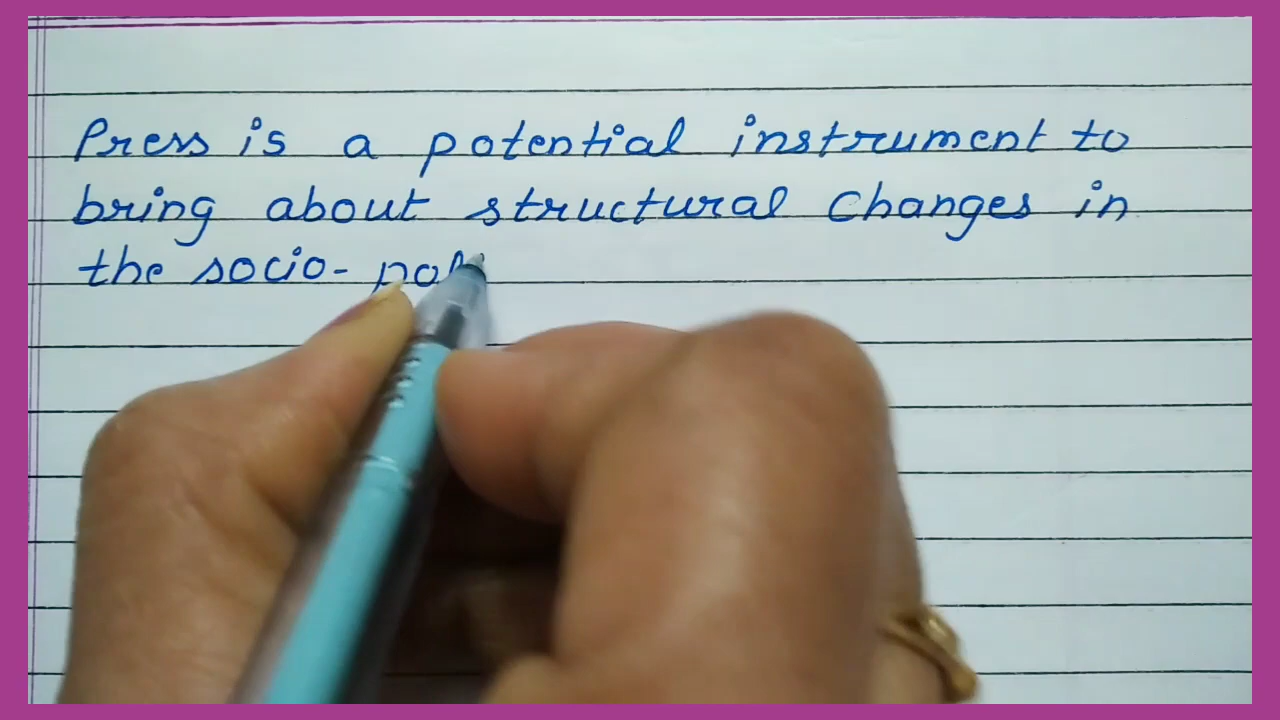 Press is a potential instrument to
bring about structural changes in
the socio-